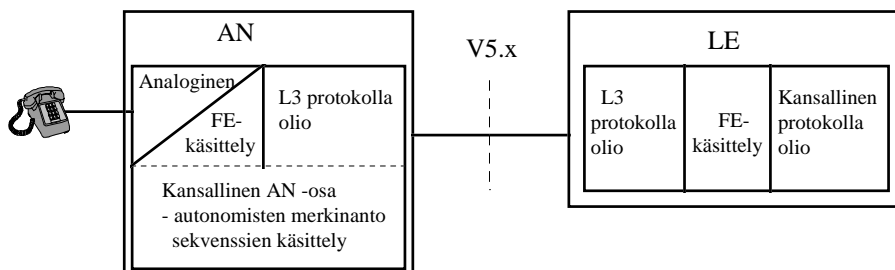 AN
Analoginen
FE-
käsittely
L3 protokolla
olio
Kansallinen AN -osa
- autonomisten merkinanto
sekvenssien käsittely
V5.x
LE
L3
protokolla
olio
FE-
käsittely
Kansallinen
protokolla
olio